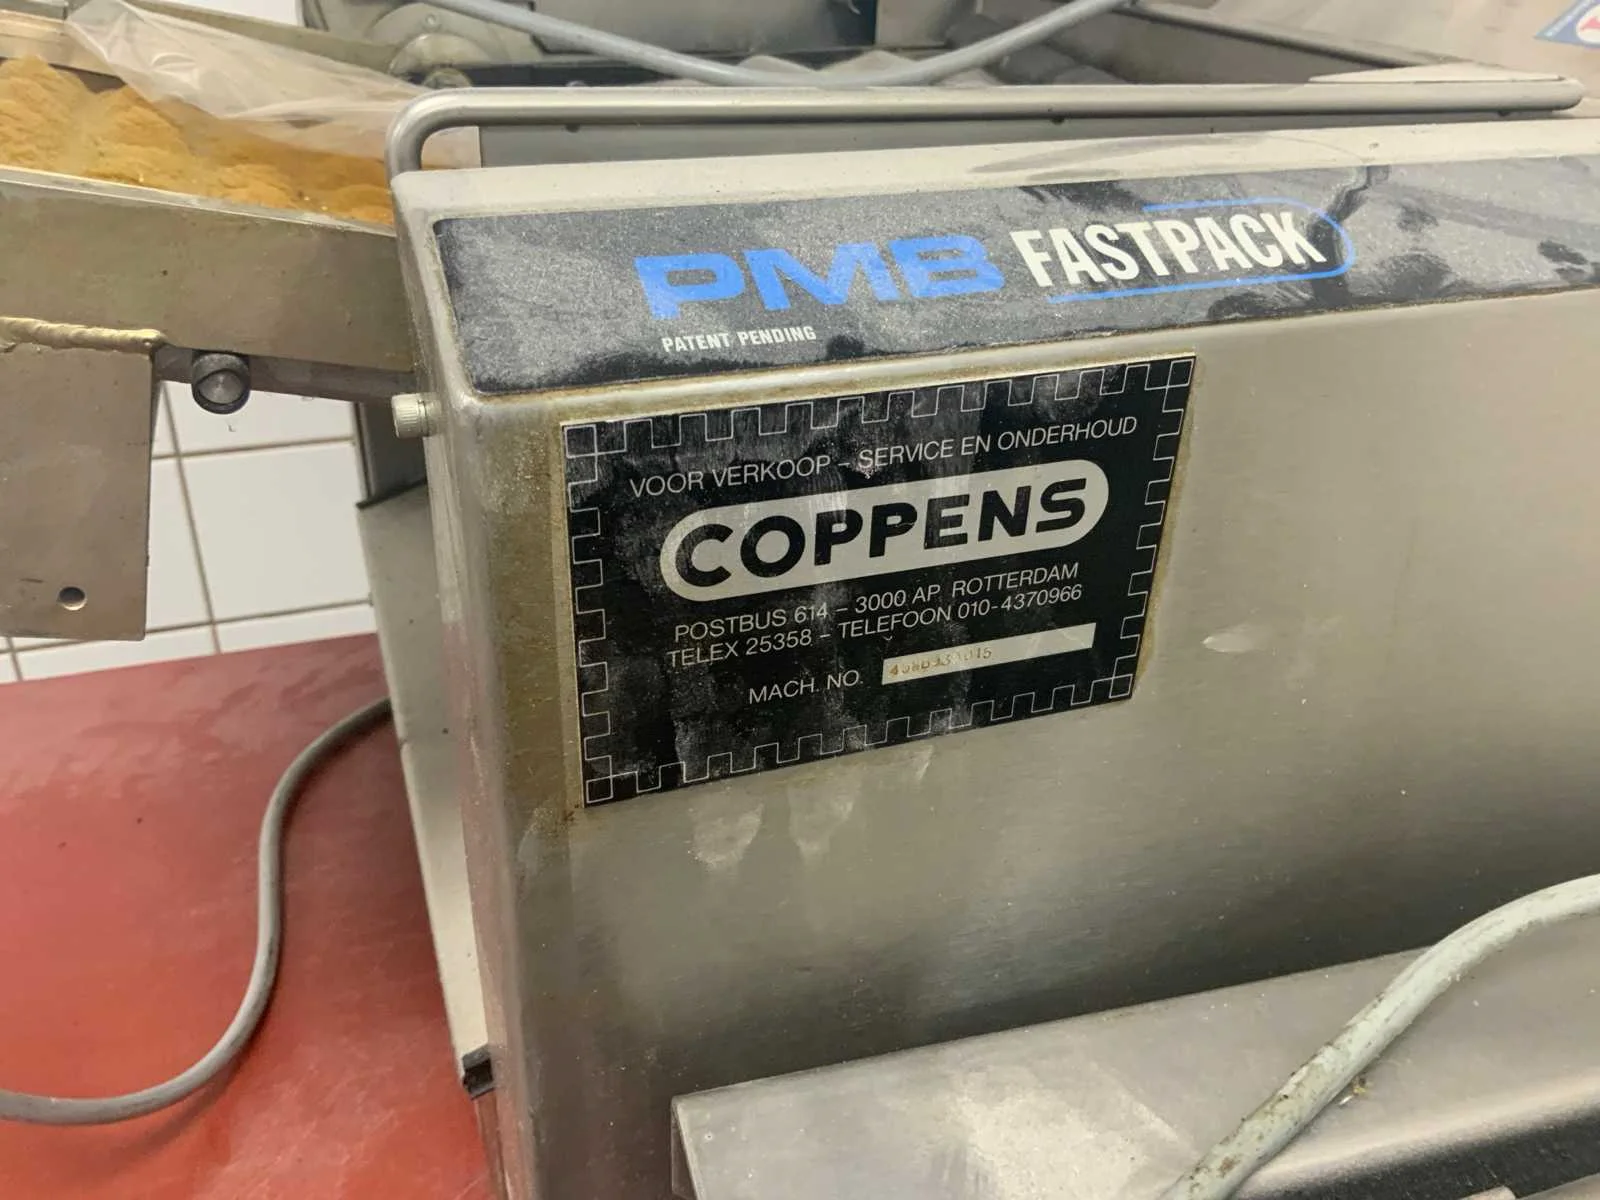 PMB FASTPACK
PATENT PENDING
VOOR VERKOOP - SERVICE EN ONDERHOUD
COPPENS
POSTBUS 614 - 3000 AP ROTTERDAM
TELEX 25358 - TELEFOON 010-4370966
MACH. NO.